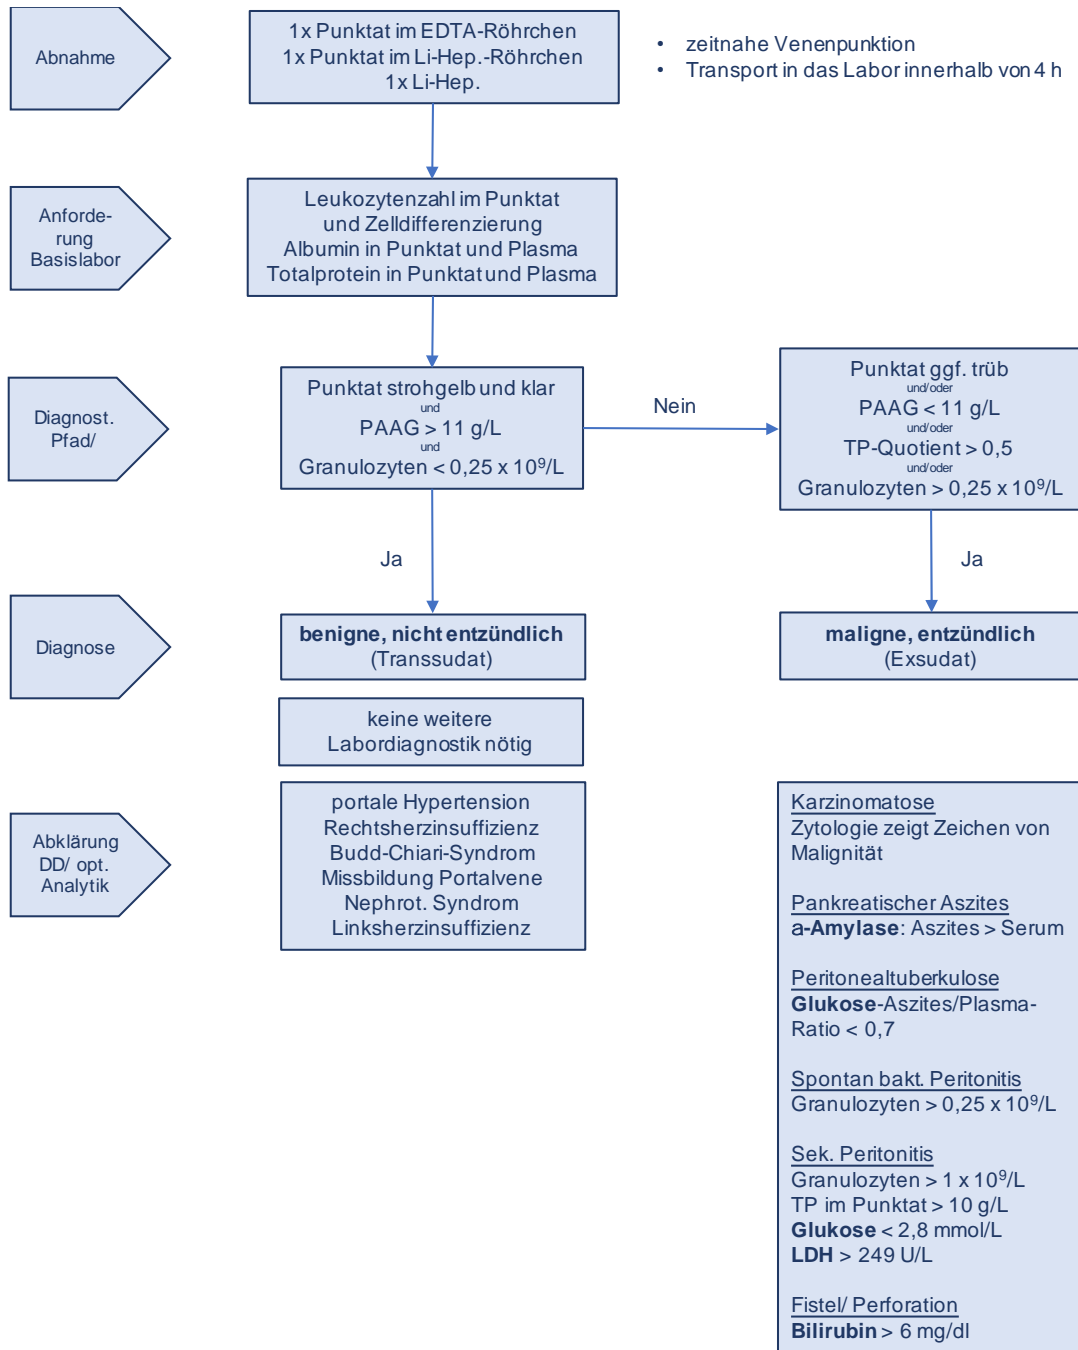 Abnahme
1x Punktat im EDTA-Röhrchen
1x Punktat im Li-Hep.-Röhrchen
1x Li-Hep.
• zeitnahe Venenpunktion
• Transport in das Labor innerhalb von 4 h
Anforde-
rung
Basislabor
Leukozytenzahl im Punktat
und Zelldifferenzierung
Albumin in Punktat und Plasma
Totalprotein in Punktat und Plasma
Diagnost.
Pfad/
Punktat strohgelb und klar
und
PAAG > 11 g/L
und
Granulozyten < 0,25 x 10⁹/L
Nein
Punktat ggf. trüb
und/oder
PAAG < 11 g/L
und/oder
TP-Quotient > 0,5
und/oder
Granulozyten > 0,25 x 10⁹/L
Ja
Ja
Diagnose
benigne, nicht entzündlich
(Transsudat)
maligne, entzündlich
(Exsudat)
keine weitere
Labordiagnostik nötig
Abklärung
DD/ opt.
Analytik
portale Hypertension
Rechtsherzinsuffizienz
Budd-Chiari-Syndrom
Missbildung Portalvene
Nephrot. Syndrom
Linksherzinsuffizienz
Karzinomatose
Zytologie zeigt Zeichen von
Malignität
Pankreatischer Aszites
a-Amylase: Aszites > Serum
Peritonealtuberkulose
Glukose-Aszites/Plasma-
Ratio < 0,7
Spontan bakt. Peritonitis
Granulozyten > 0,25 x 10⁹/L
Sek. Peritonitis
Granulozyten > 1 x 10⁹/L
TP im Punktat > 10 g/L
Glukose < 2,8 mmol/L
LDH > 249 U/L
Fistel/ Perforation
Bilirubin > 6 mg/dl